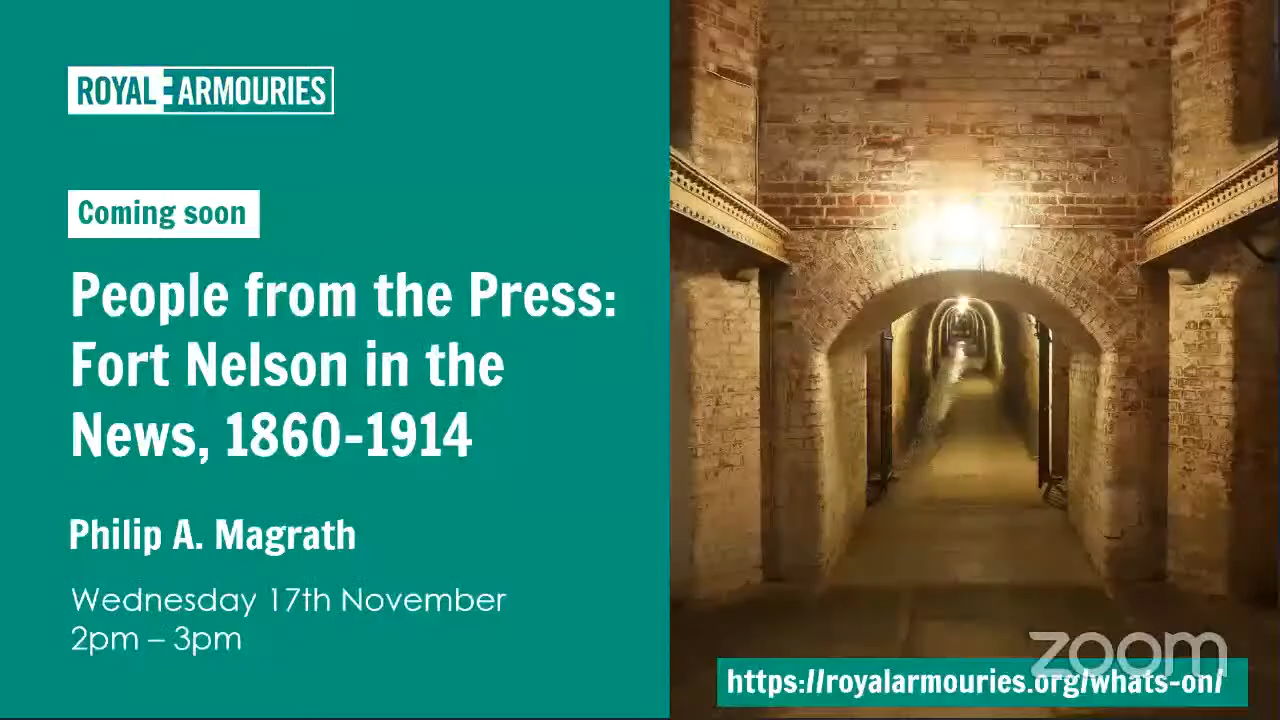 ROYAL ARMOURIES
Coming soon
People from the Press:
Fort Nelson in the
News, 1860-1914
Philip A. Magrath
Wednesday 17th November
2pm – 3pm
zoom
https://royalarmouries.org/whats-on/